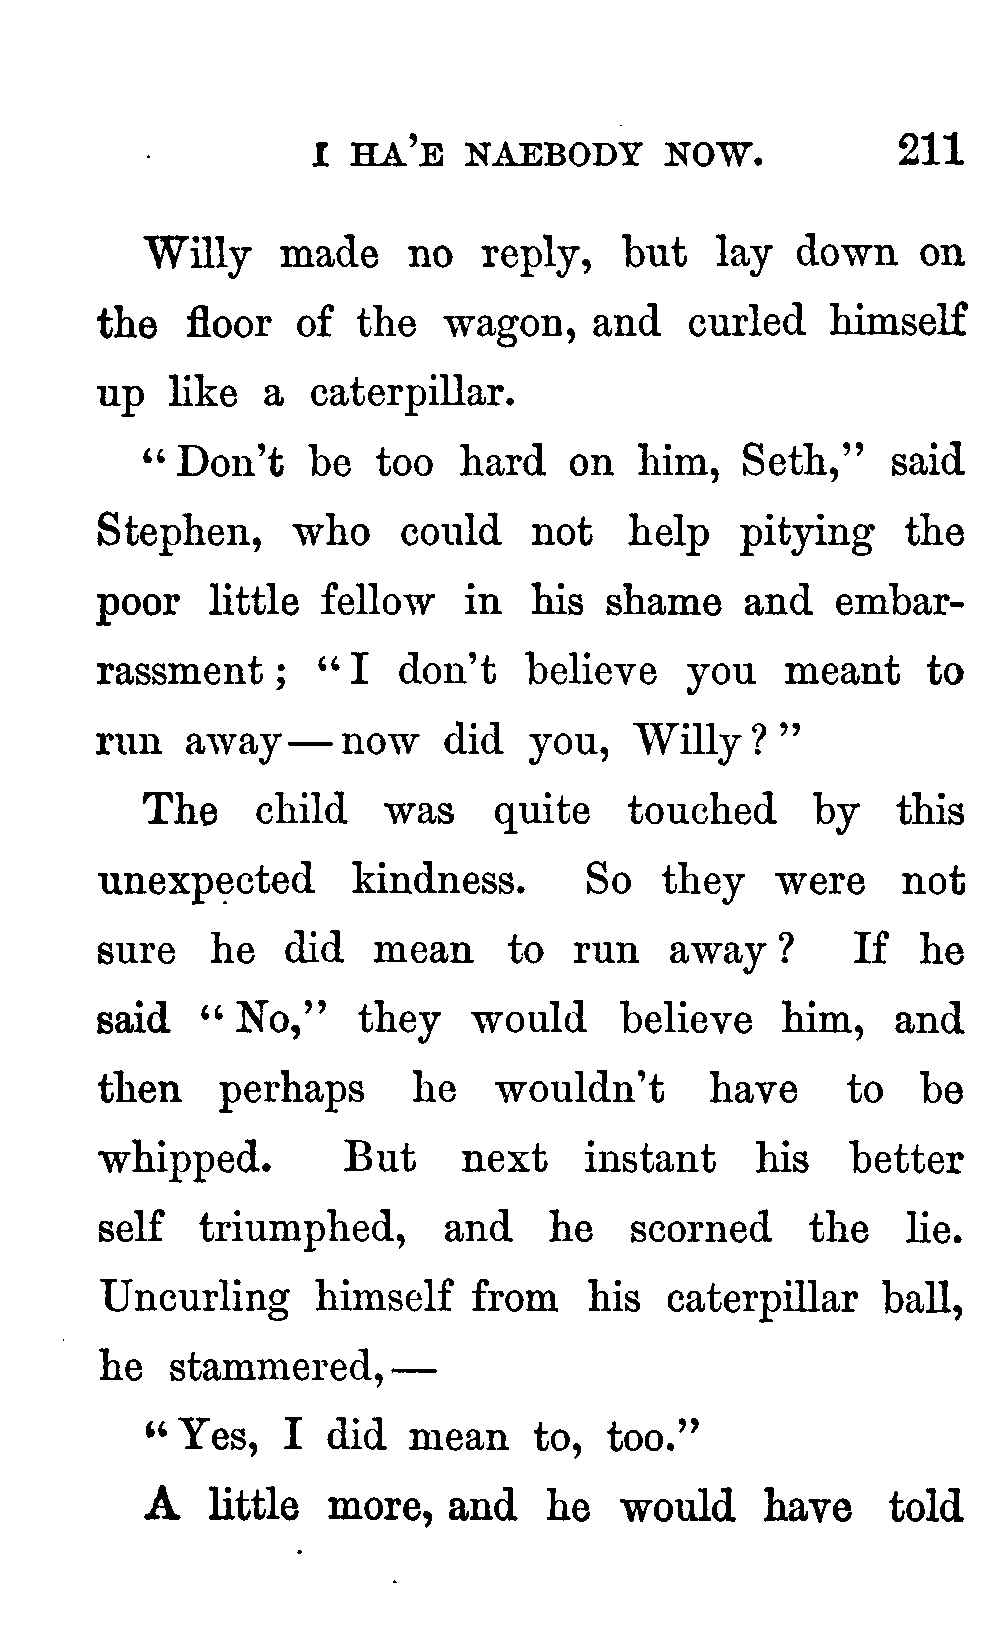 I HA'E NAEBODY NOW. 211
Willy made no reply, but lay down on
the floor of the wagon, and curled himself
up like a caterpillar.
"Don't be too hard on him, Seth," said
Stephen, who could not help pitying the
poor little fellow in his shame and embar-
rassment; "I don't believe you meant to
run away—now did you, Willy?"
The child was quite touched by this
unexpected kindness. So they were not
sure he did mean to run away? If he
said "No," they would believe him, and
then perhaps he wouldn't have to be
whipped. But next instant his better
self triumphed, and he scorned the lie.
Uncurling himself from his caterpillar ball,
he stammered,—
"Yes, I did mean to, too."
A little more, and he would have told